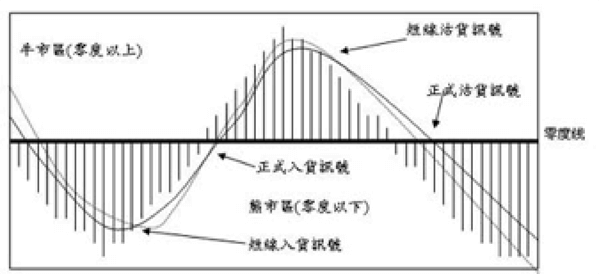 短線沽貨訊號
牛市區(零度以上)
正式沽貨訊號
零度线
正式入貨訊號
熊市區(零度以下)
短線入貨訊號